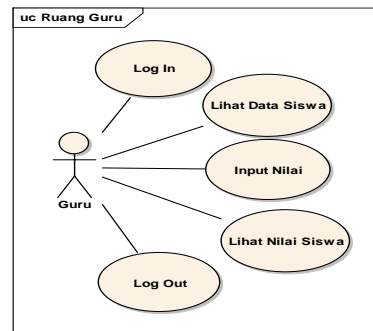 uc Ruang Guru
Log In
Lihat Data Siswa
Input Nilai
Guru
Lihat Nilai Siswa
Log Out